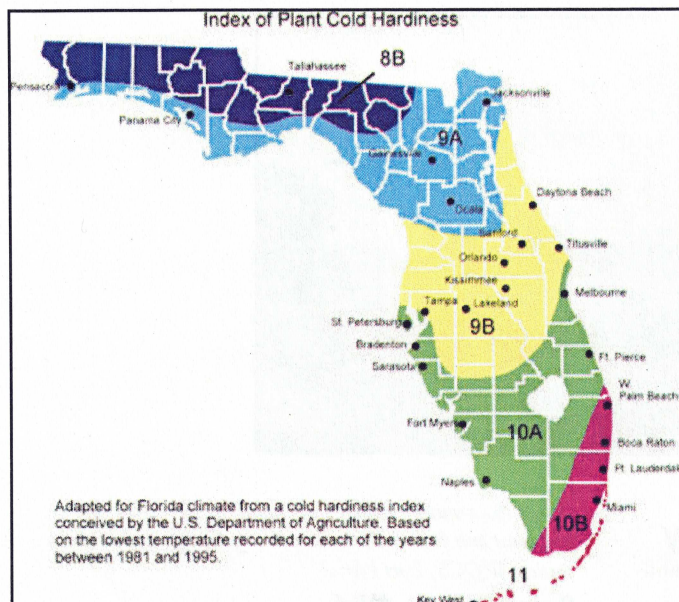 Index of Plant Cold Hardiness
Tallahassee
8B
Pensacola
Jacksonville
Panama City
9A
Gainesville
Daytona Beach
Ocala
Sanford
Titusville
Orlando
Kissimmee
Melbourne
Tampa
Lakeland
St. Petersburg
9B
Bradenton
Ft. Pierce
Sarasota
W.
Palm Beach
Fort Myers
10A
Boca Raton
Ft. Lauderdale
Naples
Miami
10B
Adapted for Florida climate from a cold hardiness index
conceived by the U.S. Department of Agriculture. Based
on the lowest temperature recorded for each of the years
between 1981 and 1995.
11
Key West